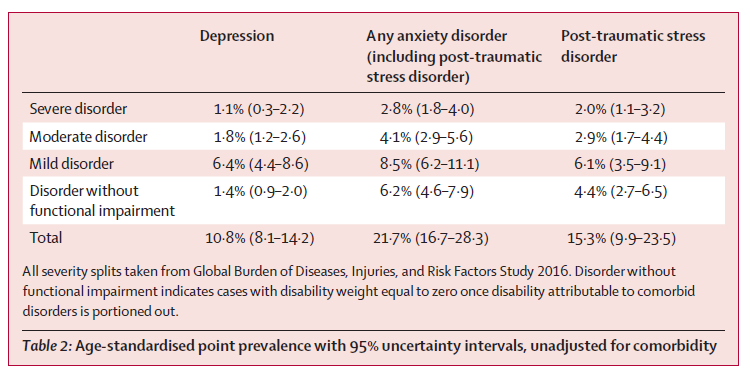 Depression Any anxiety disorder (including post-traumatic stress disorder) Post-traumatic stress disorder
Severe disorder 1·1% (0·3–2·2) 2·8% (1·8–4·0) 2·0% (1·1–3·2)
Moderate disorder 1·8% (1·2–2·6) 4·1% (2·9–5·6) 2·9% (1·7–4·4)
Mild disorder 6·4% (4·4–8·6) 8·5% (6·2–11·1) 6·1% (3·5–9·1)
Disorder without functional impairment 1·4% (0·9–2·0) 6·2% (4·6–7·9) 4·4% (2·7–6·5)
Total 10·8% (8·1–14·2) 21·7% (16·7–28·3) 15·3% (9·9–23·5)
All severity splits taken from Global Burden of Diseases, Injuries, and Risk Factors Study 2016. Disorder without
functional impairment indicates cases with disability weight equal to zero once disability attributable to comorbid
disorders is portioned out.
Table 2: Age-standardised point prevalence with 95% uncertainty intervals, unadjusted for comorbidity